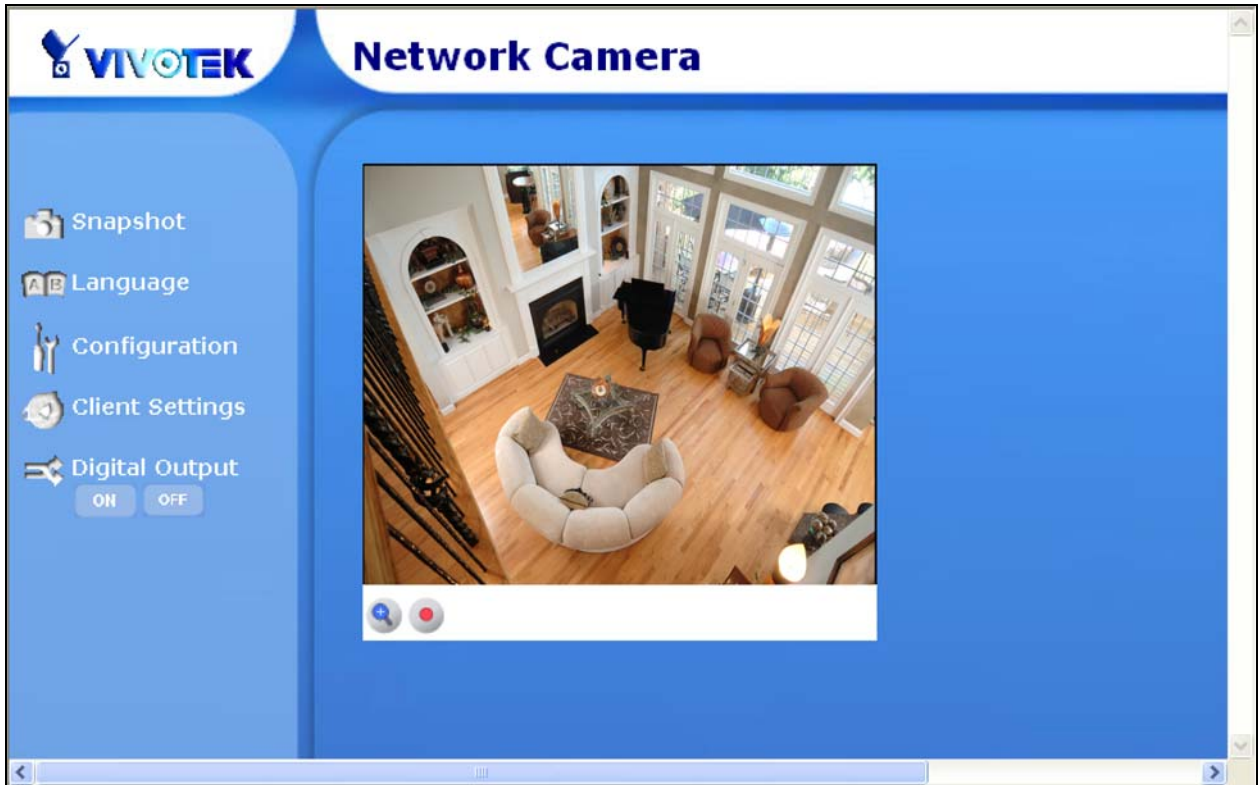 VIVOTEK
Network Camera
Snapshot
A B Language
Configuration
Client Settings
Digital Output
ON OFF